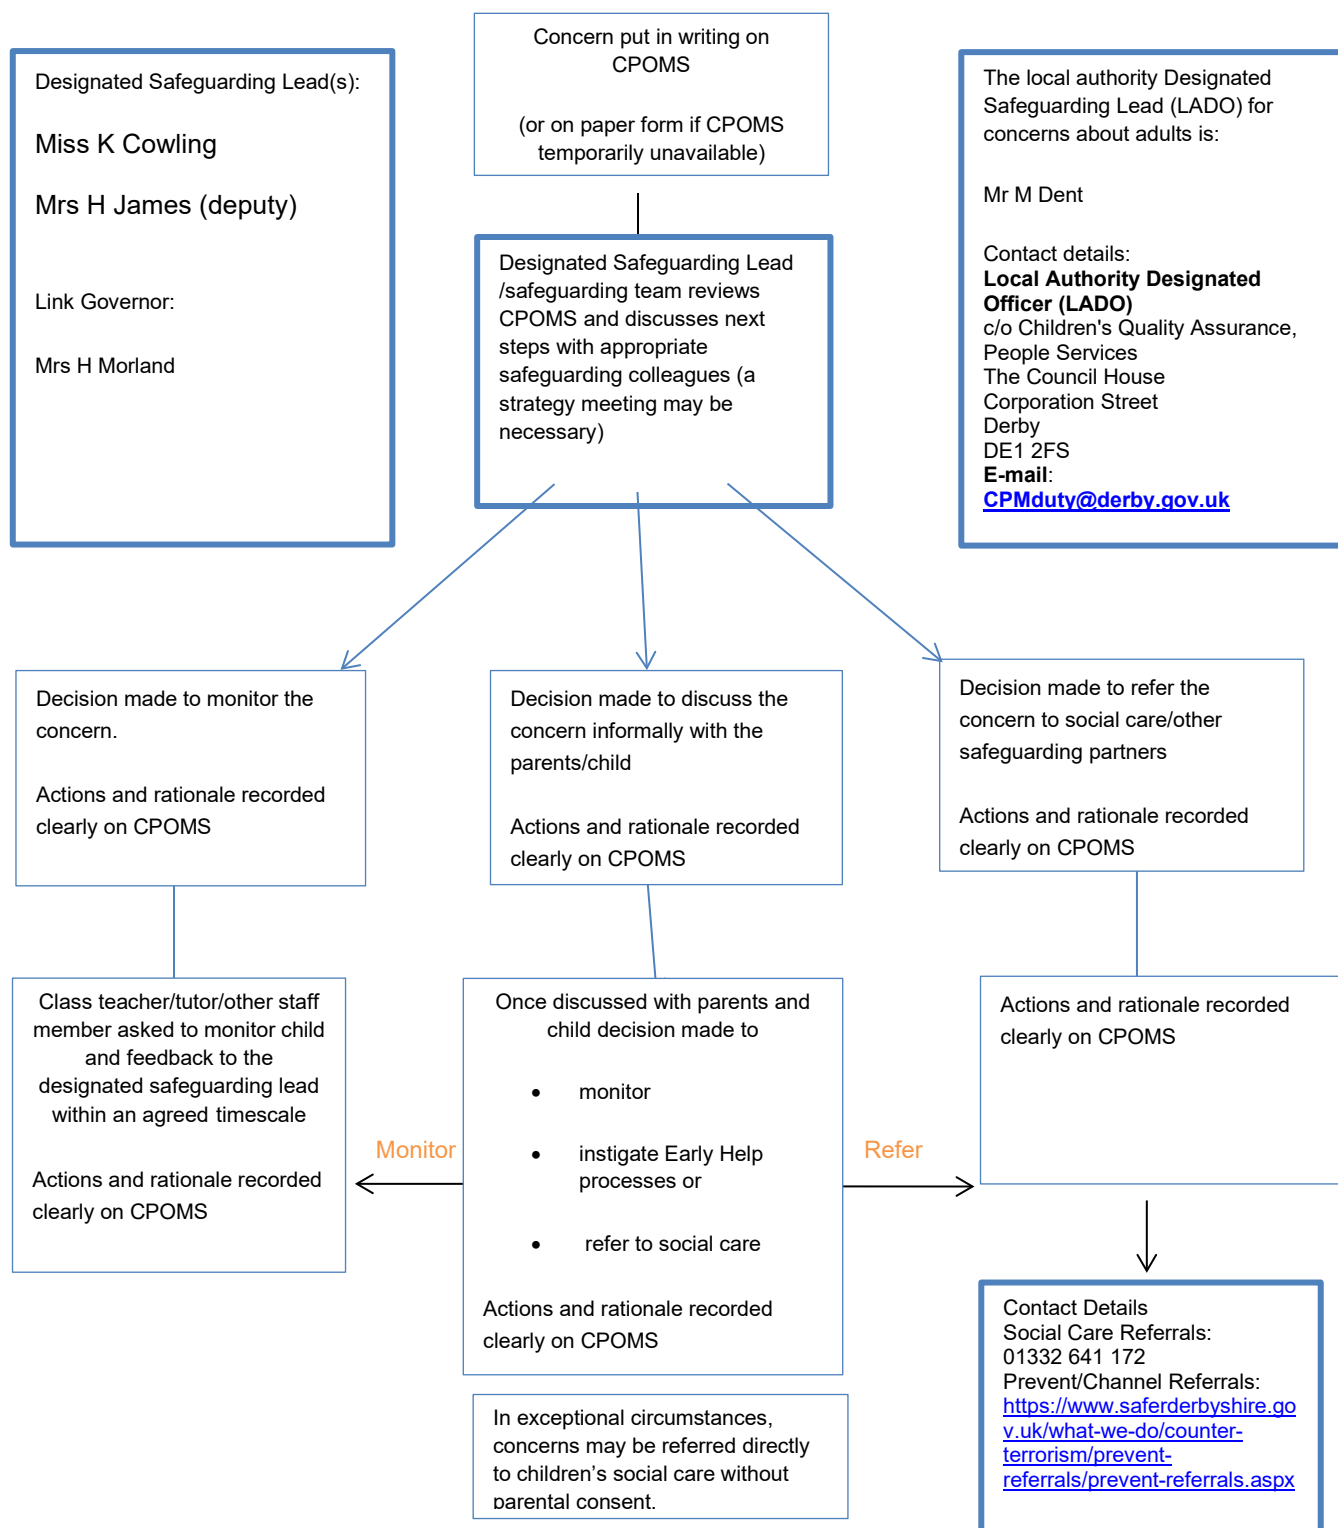 Concern put in writing on
CPOMS
(or on paper form if CPOMS
temporarily unavailable)
Designated Safeguarding Lead(s):
Miss K Cowling
Mrs H James (deputy)
Link Governor:
Mrs H Morland
The local authority Designated
Safeguarding Lead (LADO) for
concerns about adults is:
Mr M Dent
Contact details:
Local Authority Designated
Officer (LADO)
c/o Children's Quality Assurance,
People Services
The Council House
Corporation Street
Derby
DE1 2FS
E-mail:
CPMduty@derby.gov.uk
Designated Safeguarding Lead
/safeguarding team reviews
CPOMS and discusses next
steps with appropriate
safeguarding colleagues (a
strategy meeting may be
necessary)
Decision made to monitor the
concern.
Actions and rationale recorded
clearly on CPOMS
Decision made to discuss the
concern informally with the
parents/child
Actions and rationale recorded
clearly on CPOMS
Decision made to refer the
concern to social care/other
safeguarding partners
Actions and rationale recorded
clearly on CPOMS
Class teacher/tutor/other staff
member asked to monitor child
and feedback to the
designated safeguarding lead
within an agreed timescale
Actions and rationale recorded
clearly on CPOMS
Monitor
Once discussed with parents and
child decision made to
• monitor
• instigate Early Help
processes or
• refer to social care
Actions and rationale recorded
clearly on CPOMS
Refer
Actions and rationale recorded
clearly on CPOMS
In exceptional circumstances,
concerns may be referred directly
to children’s social care without
parental consent.
Contact Details
Social Care Referrals:
01332 641 172
Prevent/Channel Referrals:
https://www.saferderbyshire.go
v.uk/what-we-do/counter-
terrorism/prevent-
referrals/prevent-referrals.aspx